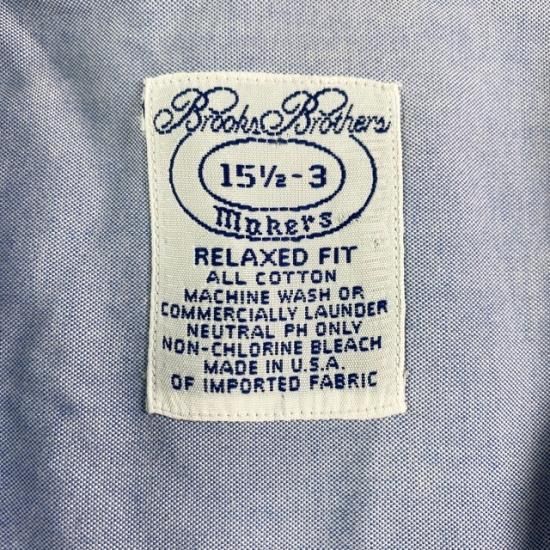 Brooks Brothers
15½-3
Makers
RELAXED FIT
ALL COTTON
MACHINE WASH OR
COMMERCIALLY LAUNDER
NEUTRAL PH ONLY
NON-CHLORINE BLEACH
MADE IN U.S.A.
OF IMPORTED FABRIC